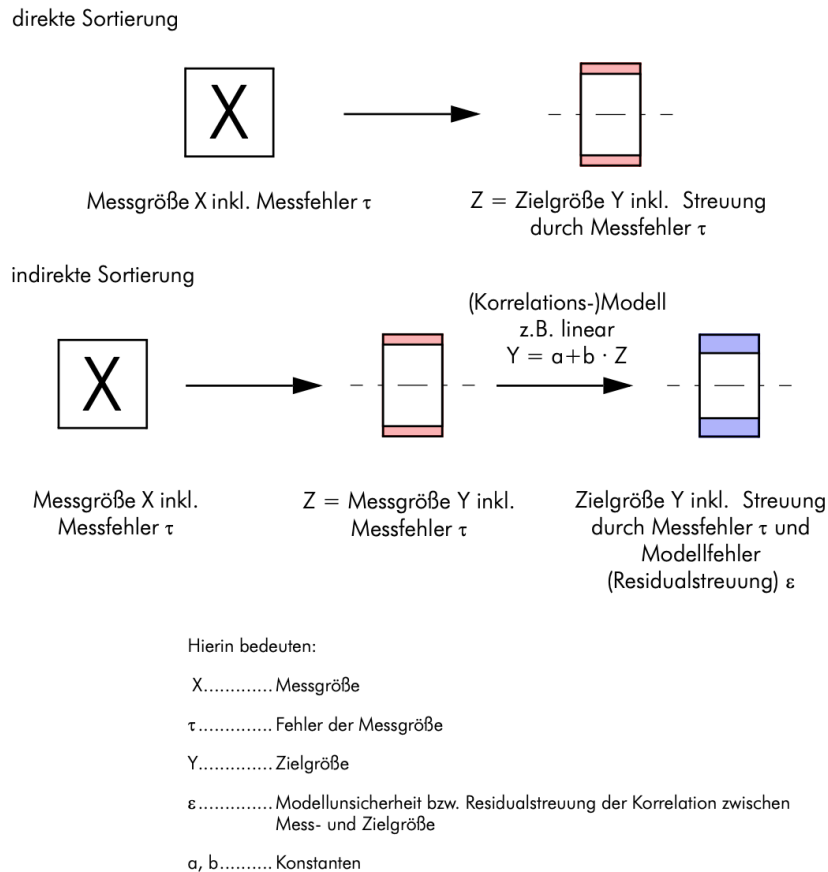 direkte Sortierung
X
Messgröße X inkl. Messfehler τ
Z = Zielgröße Y inkl. Streuung
durch Messfehler τ
indirekte Sortierung
(Korrelations-)Modell
z.B. linear
Y = a+b · Z
X
Messgröße X inkl.
Messfehler τ
Z = Messgröße Y inkl.
Messfehler τ
Zielgröße Y inkl. Streuung
durch Messfehler τ und
Modellfehler
(Residualstreuung) ε
Hierin bedeuten:
X.............Messgröße
τ..............Fehler der Messgröße
Y.............Zielgröße
ε.............Modellunsicherheit bzw. Residualstreuung der Korrelation zwischen
Mess- und Zielgröße
a, b..........Konstanten